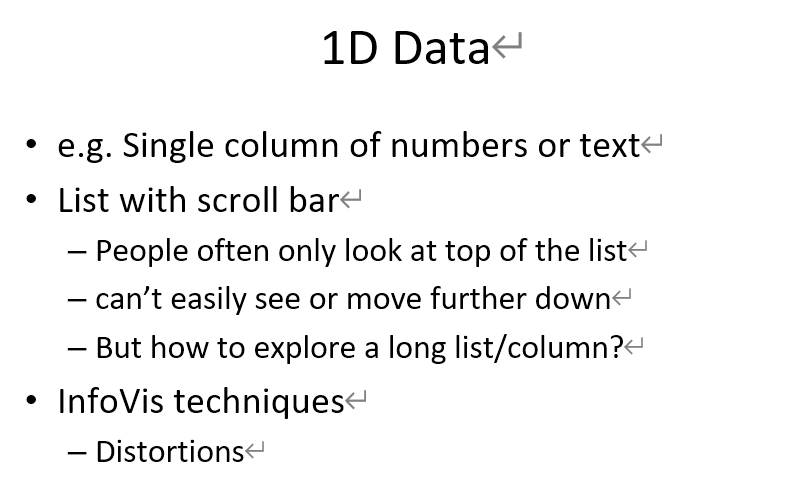 1D Data↵
• e.g. Single column of numbers or text↵
• List with scroll bar↵
– People often only look at top of the list↵
– can’t easily see or move further down↵
– But how to explore a long list/column?↵
• InfoVis techniques↵
– Distortions↵